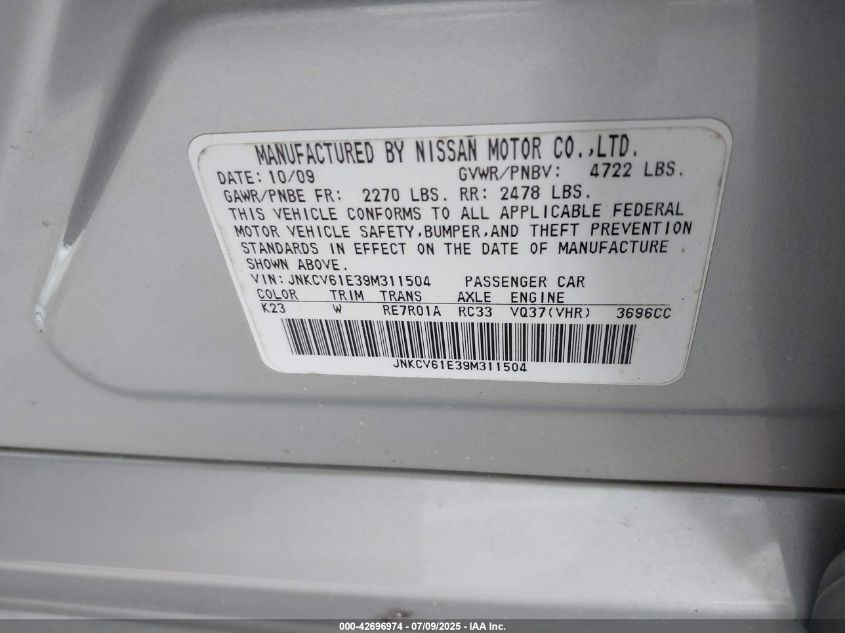 MANUFACTURED BY NISSAN MOTOR CO.,LTD.
DATE: 10/09 GVWR/PNBV: 4722 LBS.
GAWR/PNBE FR: 2270 LBS. RR: 2478 LBS.
THIS VEHICLE CONFORMS TO ALL APPLICABLE FEDERAL
MOTOR VEHICLE SAFETY,BUMPER,AND THEFT PREVENTION
STANDARDS IN EFFECT ON THE DATE OF MANUFACTURE
SHOWN ABOVE.
VIN: JNKCV61E39M311504 PASSENGER CAR
COLOR TRIM TRANS AXLE ENGINE
K23 W RE7R01A RC33 VQ37(VHR) 3696CC
JNKCV61E39M311504
000-42696974 | 07/09/2025 | ©IAA Inc.